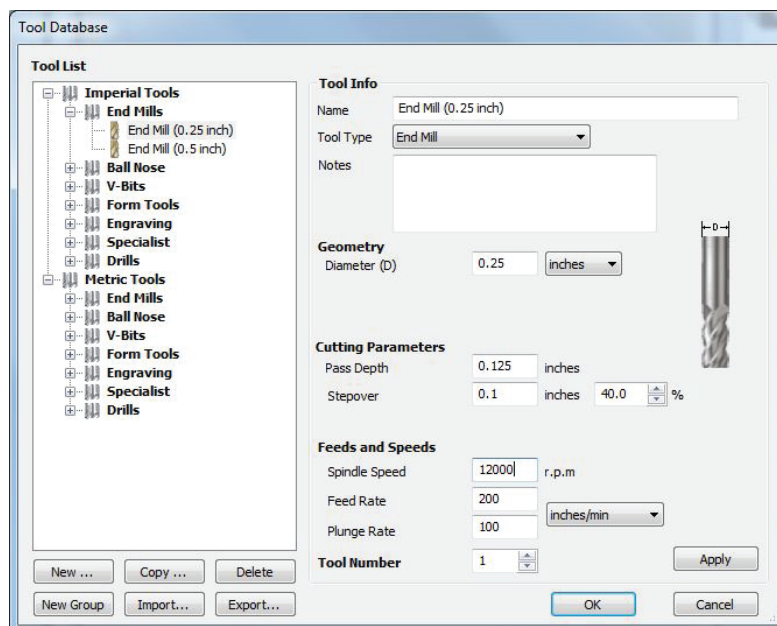 Tool Database
Tool List
Imperial Tools
End Mills
End Mill (0.25 inch)
End Mill (0.5 inch)
Ball Nose
V-Bits
Form Tools
Engraving
Specialist
Drills
Metric Tools
End Mills
Ball Nose
V-Bits
Form Tools
Engraving
Specialist
Drills
New ... Copy ... Delete
New Group Import... Export...
Tool Info
Name End Mill (0.25 inch)
Tool Type End Mill
Notes
D
Geometry
Diameter (D) 0.25 inches
Cutting Parameters
Pass Depth 0.125 inches
Stepover 0.1 inches 40.0 %
Feeds and Speeds
Spindle Speed 12000 r.p.m
Feed Rate 200
inches/min
Plunge Rate 100
Tool Number 1
Apply
OK Cancel